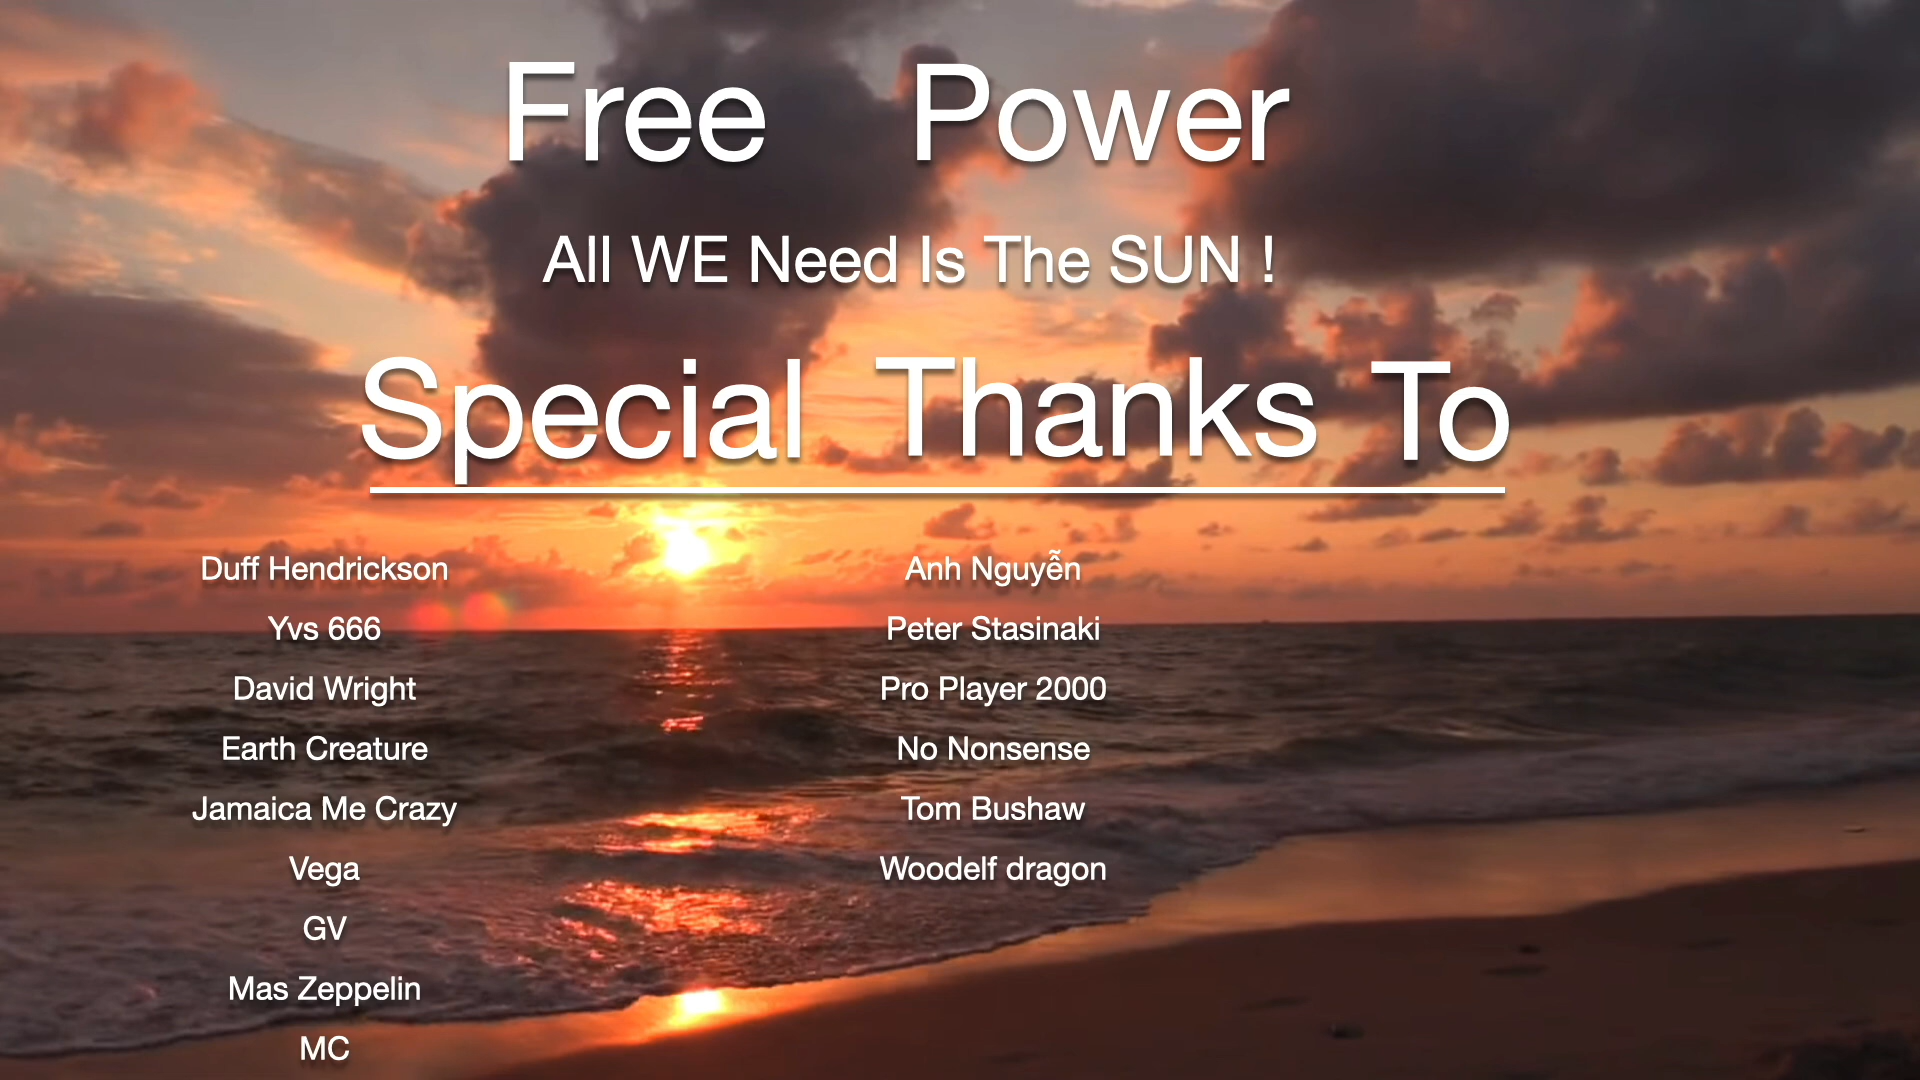 Free Power
All WE Need Is The SUN !
Special Thanks To
Duff Hendrickson
Yvs 666
David Wright
Earth Creature
Jamaica Me Crazy
Vega
GV
Mas Zeppelin
MC
Anh Nguyễn
Peter Stasinaki
Pro Player 2000
No Nonsense
Tom Bushaw
Woodelf dragon